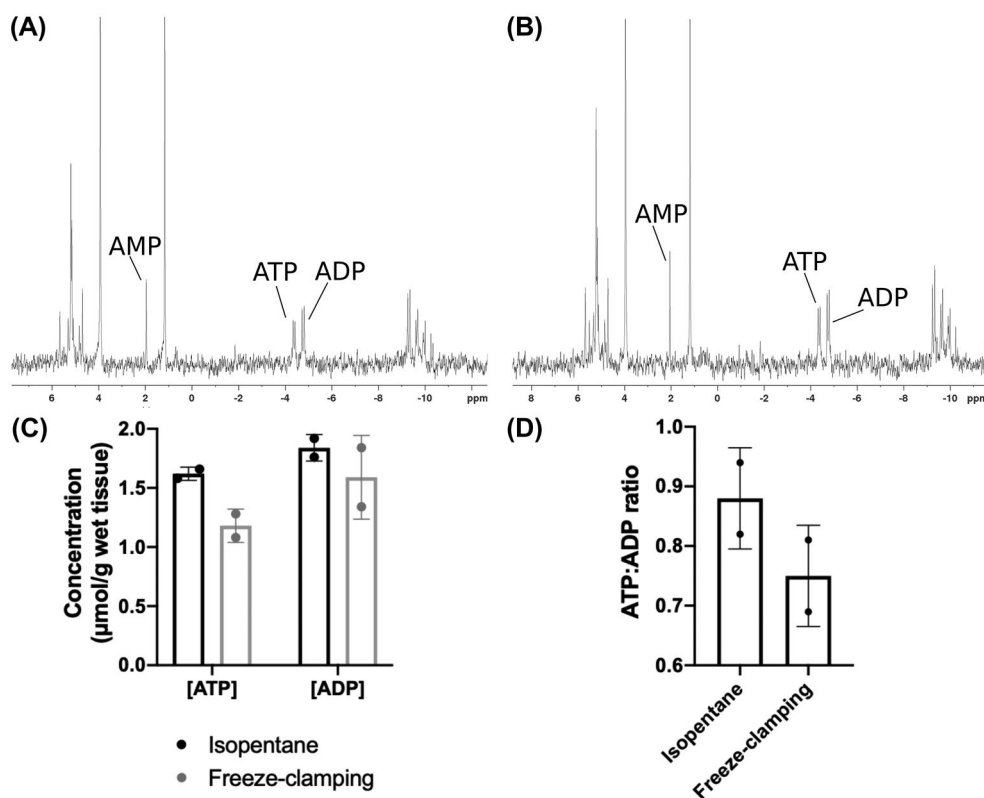 (A)
AMP
ATP
ADP
6 4 2 0 -2 -4 -6 -8 -10 ppm
(B)
AMP
ATP
ADP
8 6 4 2 0 -2 -4 -6 -8 -10 ppm
(C)
Concentration
(µmol/g wet tissue)
2.0
1.5
1.0
0.5
0.0
[ATP] [ADP]
Isopentane
Freeze-clamping
(D)
ATP:ADP ratio
1.0
0.9
0.8
0.7
0.6
Isopentane
Freeze-clamping